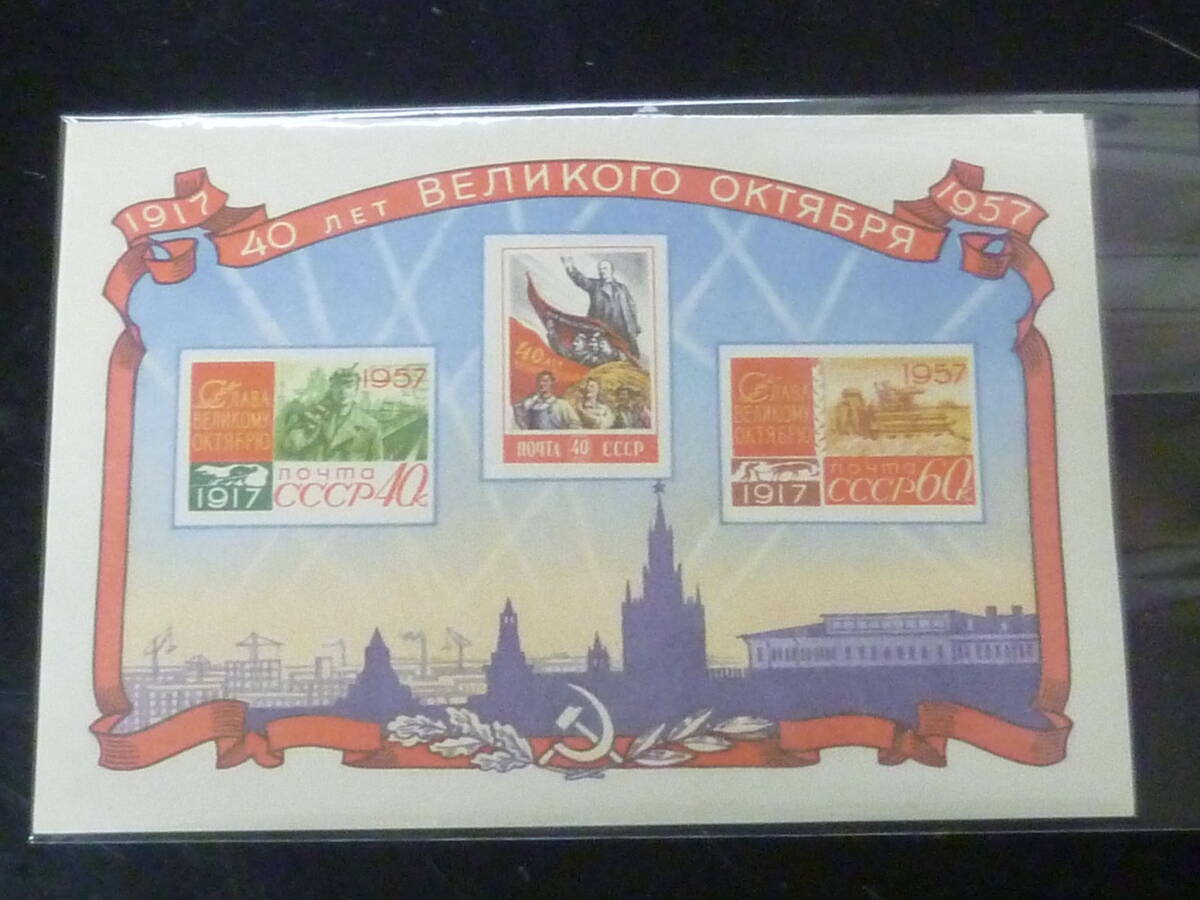 1917
40 ЛЕТ ВЕЛИКОГО ОКТЯБРЯ
1957
40 ЛЕТ
ПОЧТА 40 СССР
СЛАВА
ВЕЛИКОМУ
ОКТЯБРЮ
1957
1917
ПОЧТА
СССР 40к
СЛАВА
ВЕЛИКОМУ
ОКТЯБРЮ
1957
1917
ПОЧТА
СССР 60к